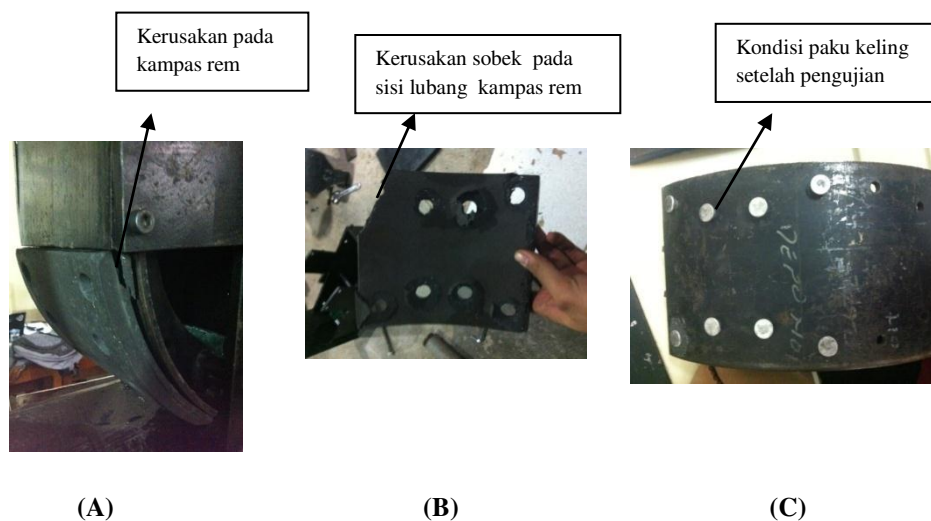 Kerusakan pada
kampas rem
Kerusakan sobek pada
sisi lubang kampas rem
Kondisi paku keling
setelah pengujian
(A)
(B)
(C)